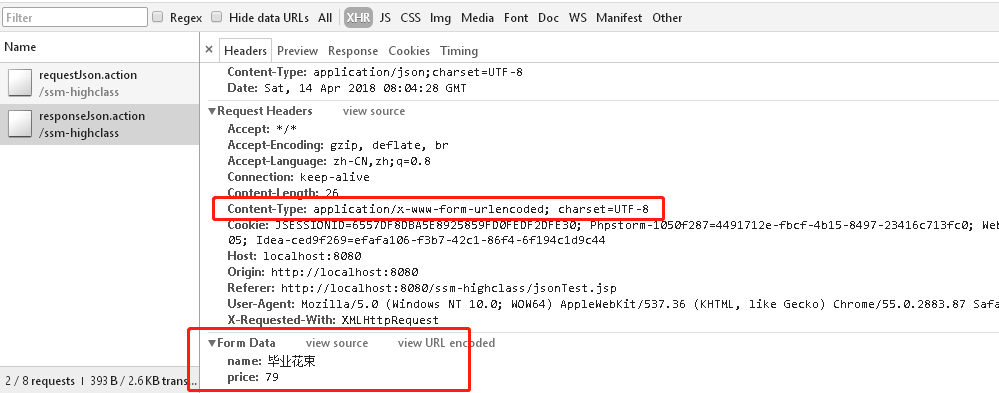 Filter Regex Hide data URLs All XHR JS CSS Img Media Font Doc WS Manifest Other
Name
requestJson.action
/ssm-highclass
responseJson.action
/ssm-highclass
2 / 8 requests | 393 B / 2.6 KB trans...
× Headers Preview Response Cookies Timing
Content-Type: application/json;charset=UTF-8
Date: Sat, 14 Apr 2018 08:04:28 GMT
▼Request Headers view source
Accept: */*
Accept-Encoding: gzip, deflate, br
Accept-Language: zh-CN,zh;q=0.8
Connection: keep-alive
Content-Length: 26
Content-Type: application/x-www-form-urlencoded; charset=UTF-8
Cookie: JSESSIONID=6557DF8DBA5E8925859FD0FEDF2DFE30; Phpstorm-1050f287=4491712e-fbcf-4b15-8497-23416c713fc0; Web
05; Idea-ced9f269=efafa106-f3b7-42c1-86f4-6f194c1d9c44
Host: localhost:8080
Origin: http://localhost:8080
Referer: http://localhost:8080/ssm-highclass/jsonTest.jsp
User-Agent: Mozilla/5.0 (Windows NT 10.0; WOW64) AppleWebKit/537.36 (KHTML, like Gecko) Chrome/55.0.2883.87 Safa
X-Requested-With: XMLHttpRequest
▼Form Data view source view URL encoded
name: 毕业花束
price: 79